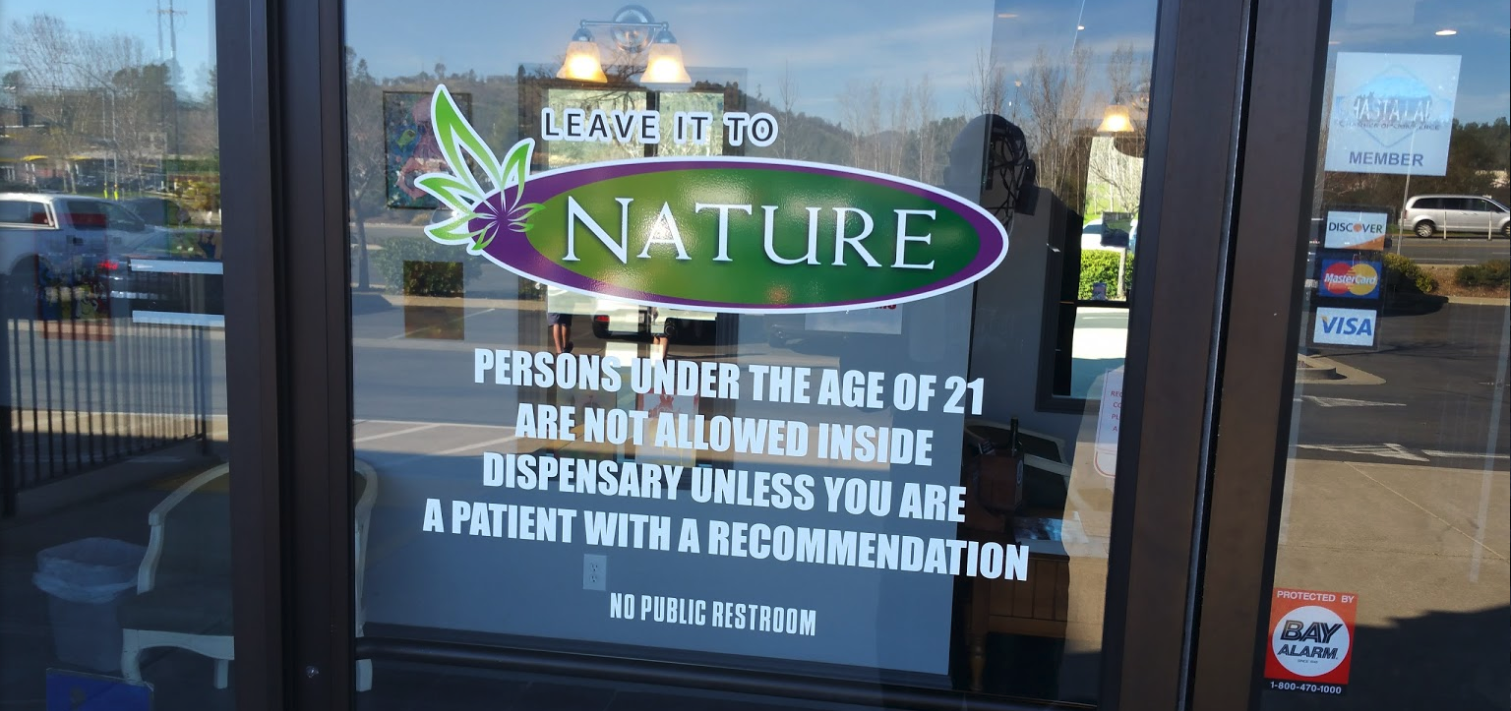 LEAVE IT TO
NATURE
PERSONS UNDER THE AGE OF 21
ARE NOT ALLOWED INSIDE
DISPENSARY UNLESS YOU ARE
A PATIENT WITH A RECOMMENDATION
NO PUBLIC RESTROOM
MEMBER
DISCOVER
MasterCard
VISA
PROTECTED BY
BAY
ALARM
1-800-470-1000